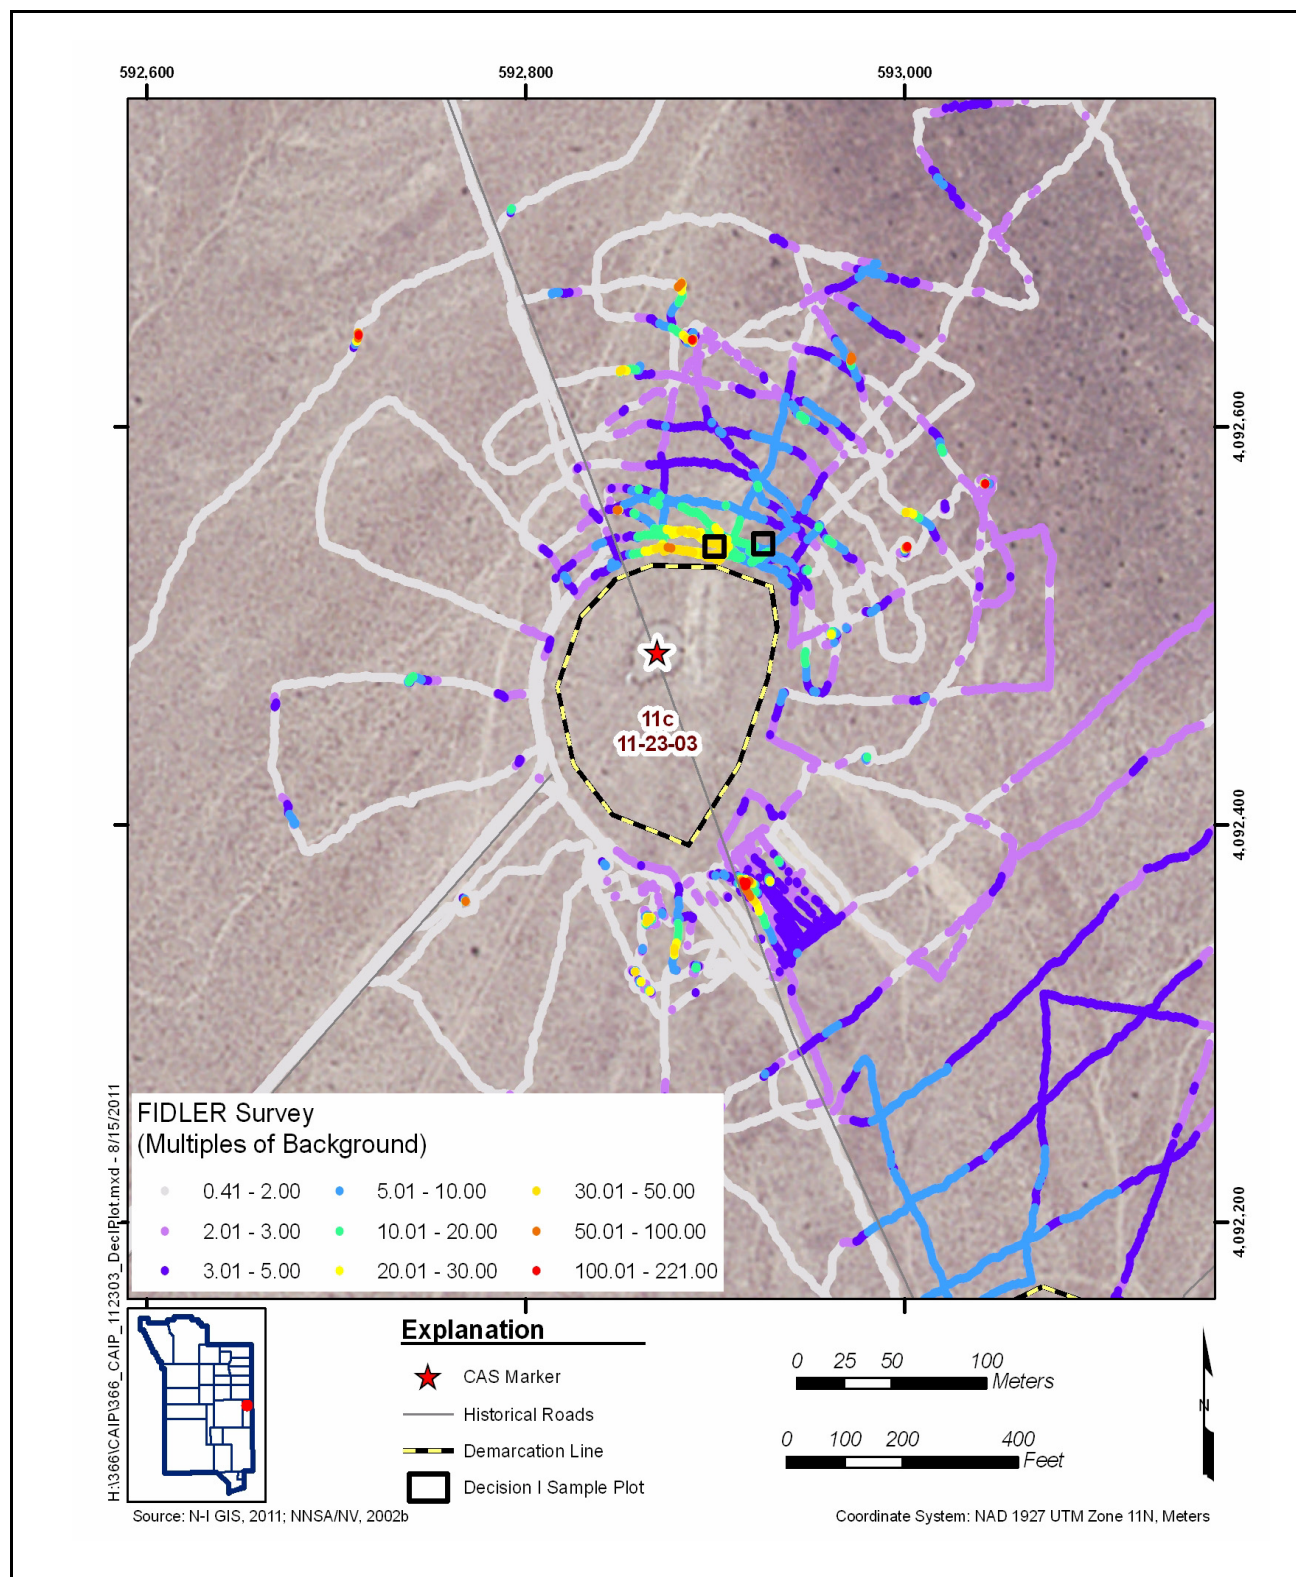 592,600 592,800 593,000
4,092,600
4,092,400
4,092,200
11c
11-23-03
H:\366\CAIP\366_CAIP_112303_DecIPlot.mxd - 8/15/2011
FIDLER Survey
(Multiples of Background)
0.41 - 2.00 5.01 - 10.00 30.01 - 50.00
2.01 - 3.00 10.01 - 20.00 50.01 - 100.00
3.01 - 5.00 20.01 - 30.00 100.01 - 221.00
Explanation
CAS Marker
Historical Roads
Demarcation Line
Decision I Sample Plot
0 25 50 100
Meters
0 100 200 400
Feet
N
Source: N-I GIS, 2011; NNSA/NV, 2002b
Coordinate System: NAD 1927 UTM Zone 11N, Meters